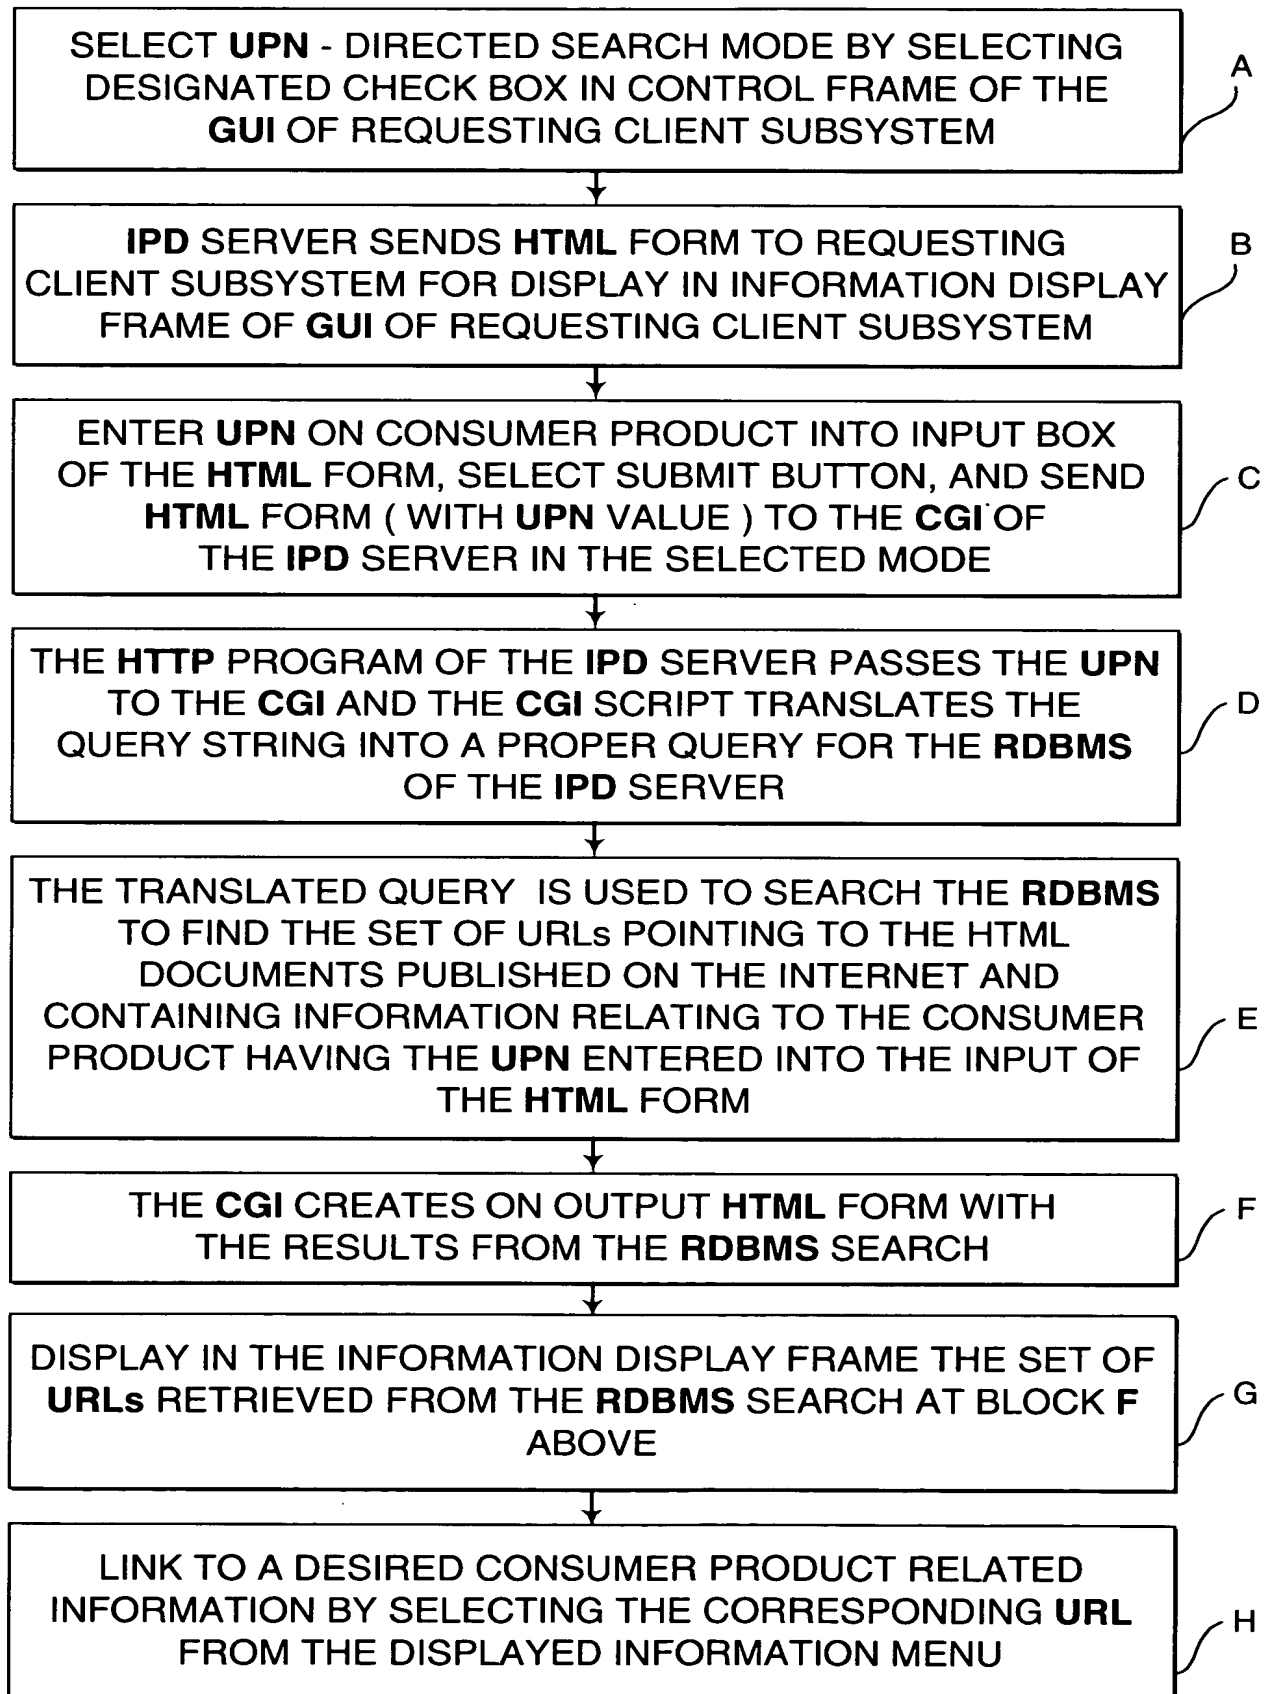 SELECT UPN - DIRECTED SEARCH MODE BY SELECTING
DESIGNATED CHECK BOX IN CONTROL FRAME OF THE
GUI OF REQUESTING CLIENT SUBSYSTEM
A
IPD SERVER SENDS HTML FORM TO REQUESTING
CLIENT SUBSYSTEM FOR DISPLAY IN INFORMATION DISPLAY
FRAME OF GUI OF REQUESTING CLIENT SUBSYSTEM
B
ENTER UPN ON CONSUMER PRODUCT INTO INPUT BOX
OF THE HTML FORM, SELECT SUBMIT BUTTON, AND SEND
HTML FORM ( WITH UPN VALUE ) TO THE CGI OF
THE IPD SERVER IN THE SELECTED MODE
C
THE HTTP PROGRAM OF THE IPD SERVER PASSES THE UPN
TO THE CGI AND THE CGI SCRIPT TRANSLATES THE
QUERY STRING INTO A PROPER QUERY FOR THE RDBMS
OF THE IPD SERVER
D
THE TRANSLATED QUERY IS USED TO SEARCH THE RDBMS
TO FIND THE SET OF URLs POINTING TO THE HTML
DOCUMENTS PUBLISHED ON THE INTERNET AND
CONTAINING INFORMATION RELATING TO THE CONSUMER
PRODUCT HAVING THE UPN ENTERED INTO THE INPUT OF
THE HTML FORM
E
THE CGI CREATES ON OUTPUT HTML FORM WITH
THE RESULTS FROM THE RDBMS SEARCH
F
DISPLAY IN THE INFORMATION DISPLAY FRAME THE SET OF
URLs RETRIEVED FROM THE RDBMS SEARCH AT BLOCK F
ABOVE
G
LINK TO A DESIRED CONSUMER PRODUCT RELATED
INFORMATION BY SELECTING THE CORRESPONDING URL
FROM THE DISPLAYED INFORMATION MENU
H